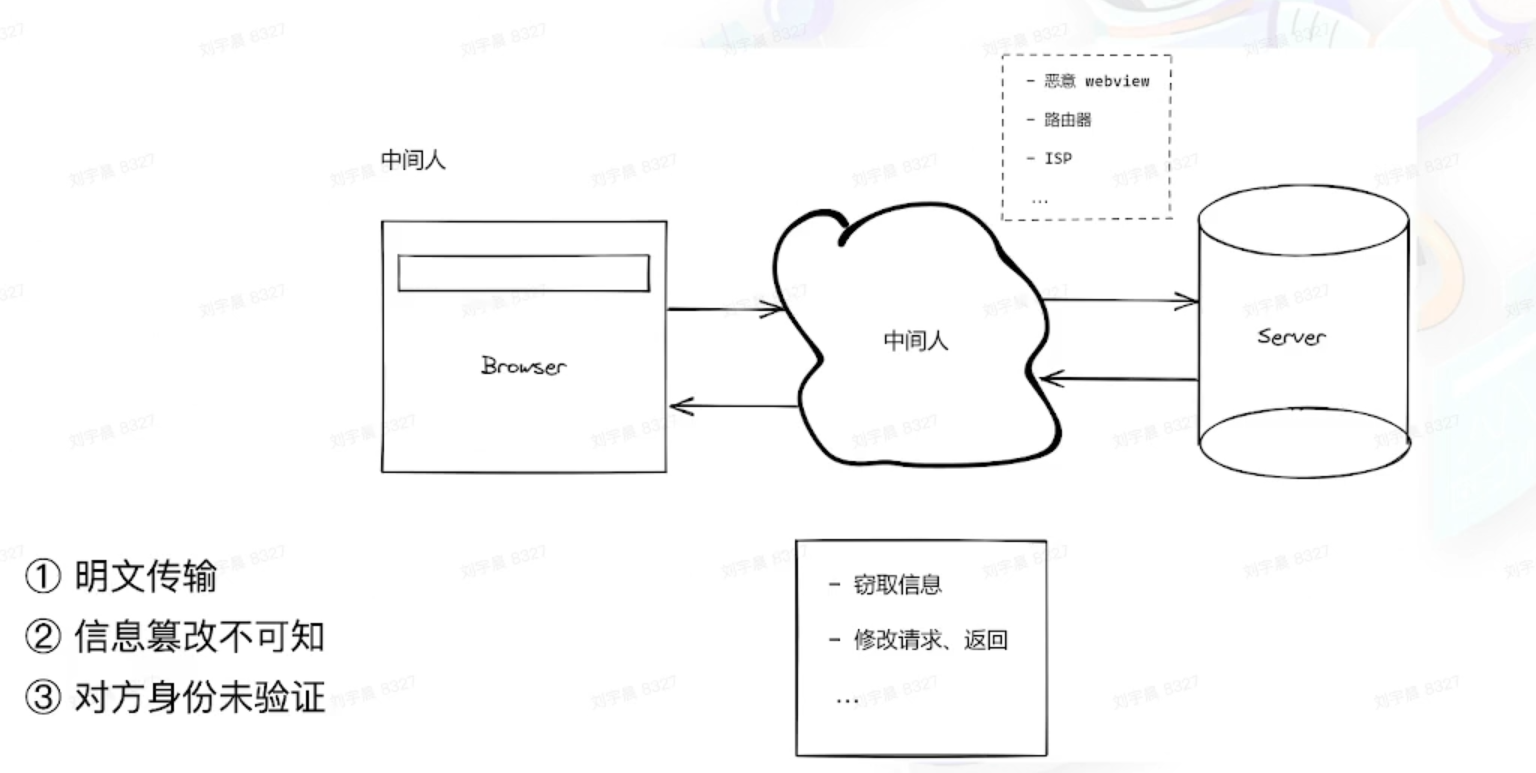 - 恶意 webview
- 路由器
- ISP
...
中间人
Browser
中间人
Server
① 明文传输
② 信息篡改不可知
③ 对方身份未验证
- 窃取信息
- 修改请求、返回
...
刘宇晨 8327